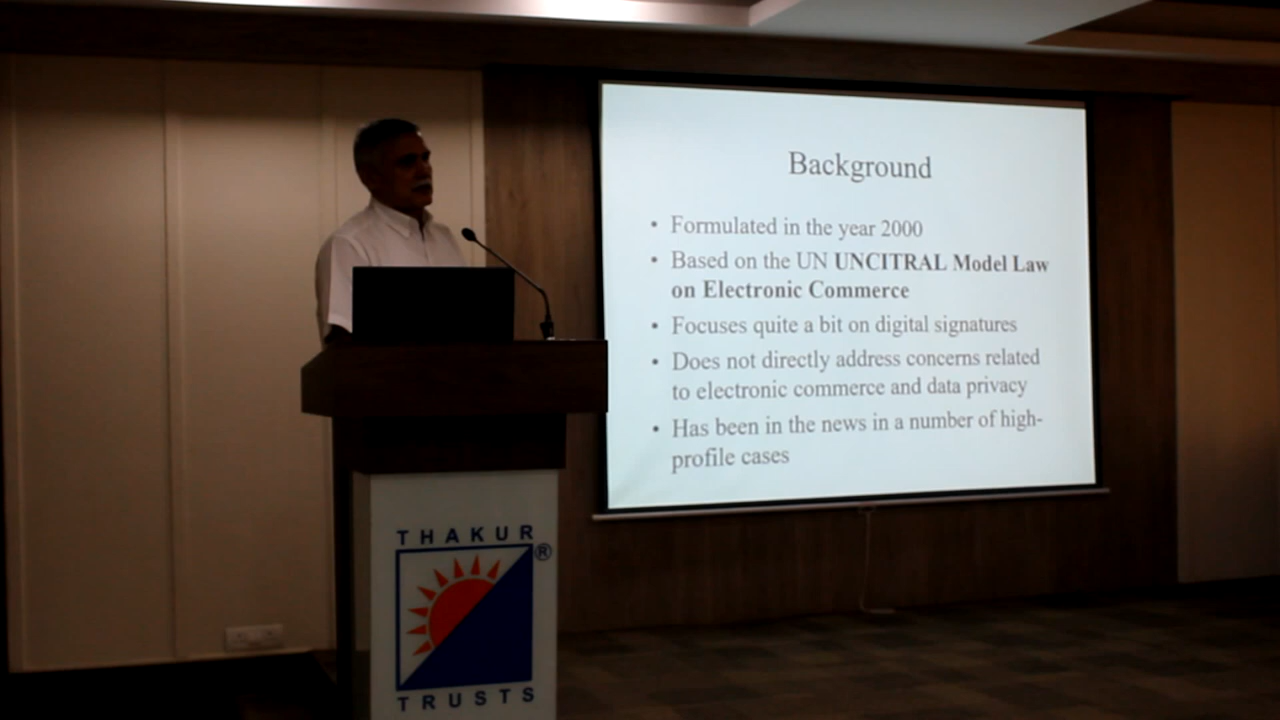 Background
• Formulated in the year 2000
• Based on the UN UNCITRAL Model Law
on Electronic Commerce
• Focuses quite a bit on digital signatures
• Does not directly address concerns related
to electronic commerce and data privacy
• Has been in the news in a number of high-
profile cases
THAKUR
®
TRUSTS